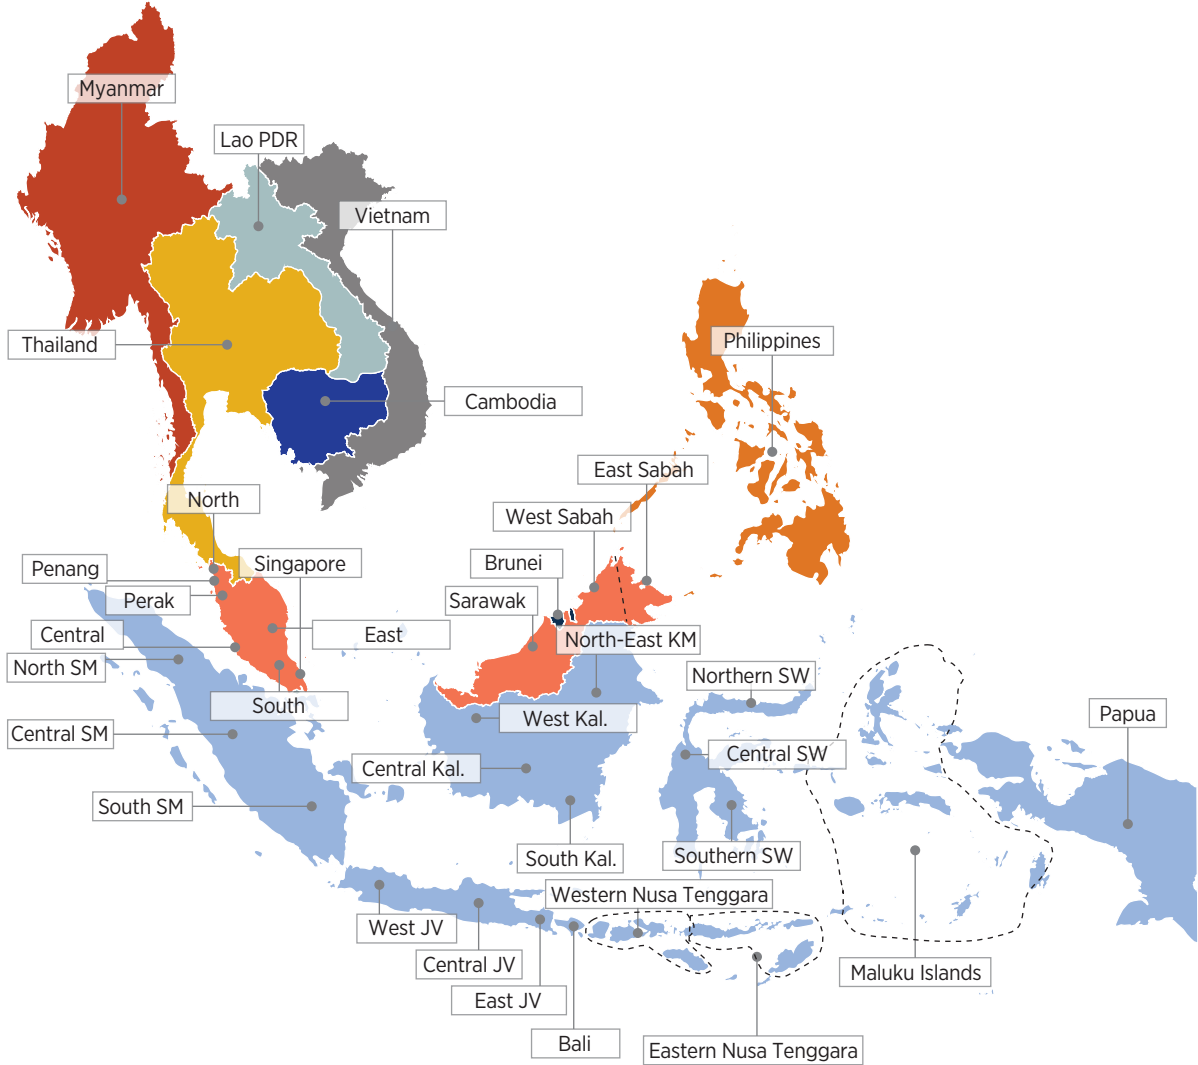 Myanmar
Lao PDR
Vietnam
Thailand
Philippines
Cambodia
East Sabah
North
West Sabah
Brunei
Singapore
Penang
Perak
Sarawak
Central
East
North-East KM
North SM
Northern SW
South
West Kal.
Papua
Central SM
Central SW
Central Kal.
South SM
South Kal.
Southern SW
Western Nusa Tenggara
West JV
Central JV
Maluku Islands
East JV
Bali
Eastern Nusa Tenggara